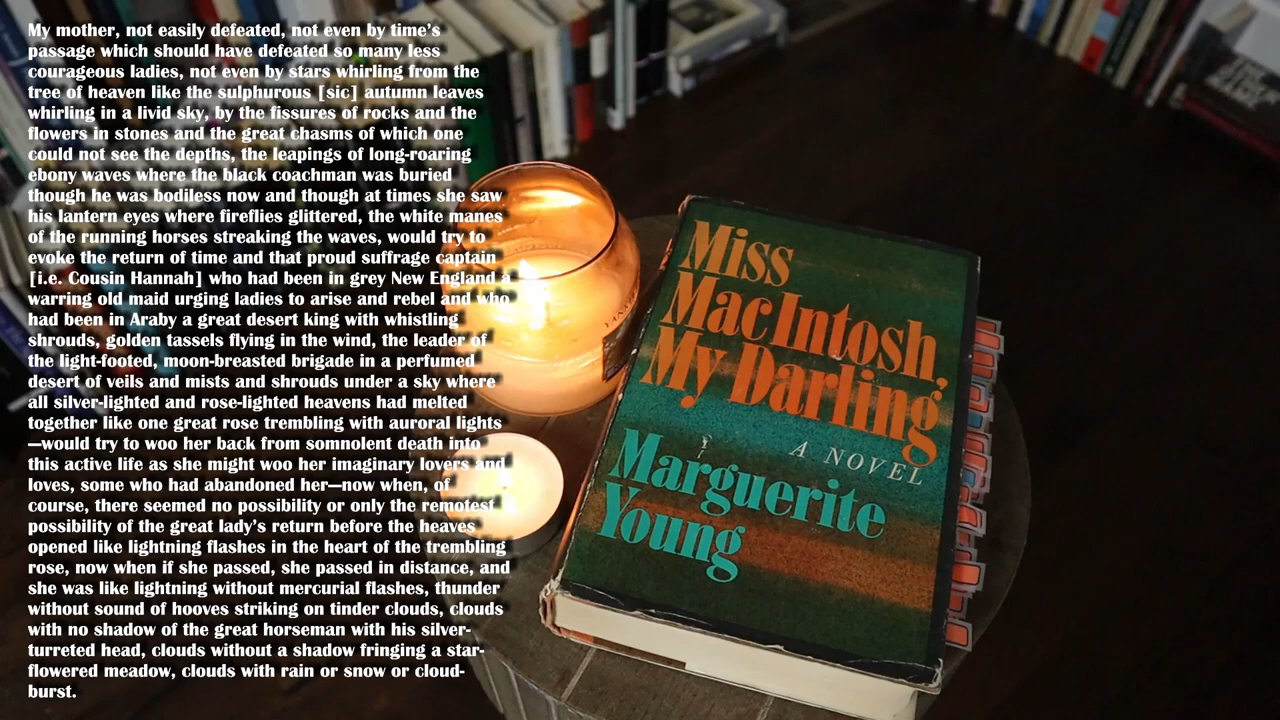 My mother, not easily defeated, not even by time's
passage which should have defeated so many less
courageous ladies, not even by stars whirling from the
tree of heaven like the sulphurous [sic] autumn leaves
whirling in a livid sky, by the fissures of rocks and the
flowers in stones and the great chasms of which one
could not see the depths, the leapings of long-roaring
ebony waves where the black coachman was buried
though he was bodiless now and though at times she saw
his lantern eyes where fireflies glittered, the white manes
of the running horses streaking the waves, would try to
evoke the return of time and that proud suffrage captain
[i.e. Cousin Hannah] who had been in grey New England a
warring old maid urging ladies to arise and rebel and who
had been in Araby a great desert king with whistling
shrouds, golden tassels flying in the wind, the leader of
the light-footed, moon-breasted brigade in a perfumed
desert of veils and mists and shrouds under a sky where
all silver-lighted and rose-lighted heavens had melted
together like one great rose trembling with auroral lights
—would try to woo her back from somnolent death into
this active life as she might woo her imaginary lovers and
loves, some who had abandoned her—now when, of
course, there seemed no possibility or only the remotest
possibility of the great lady's return before the heaves
opened like lightning flashes in the heart of the trembling
rose, now when if she passed, she passed in distance, and
she was like lightning without mercurial flashes, thunder
without sound of hooves striking on tinder clouds, clouds
with no shadow of the great horseman with his silver-
turreted head, clouds without a shadow fringing a star-
flowered meadow, clouds with rain or snow or cloud-
burst.
Miss
MacIntosh,
My Darling
A NOVEL
Marguerite
Young